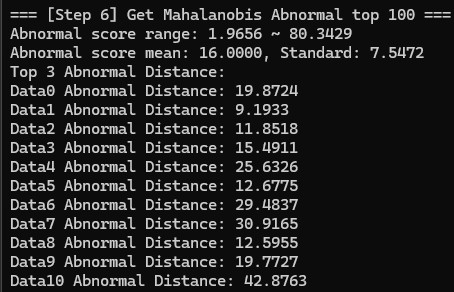 === [Step 6] Get Mahalanobis Abnormal top 100 ===
Abnormal score range: 1.9656 ~ 80.3429
Abnormal score mean: 16.0000, Standard: 7.5472
Top 3 Abnormal Distance:
Data0 Abnormal Distance: 19.8724
Data1 Abnormal Distance: 9.1933
Data2 Abnormal Distance: 11.8518
Data3 Abnormal Distance: 15.4911
Data4 Abnormal Distance: 25.6326
Data5 Abnormal Distance: 12.6775
Data6 Abnormal Distance: 29.4837
Data7 Abnormal Distance: 30.9165
Data8 Abnormal Distance: 12.5955
Data9 Abnormal Distance: 19.7727
Data10 Abnormal Distance: 42.8763